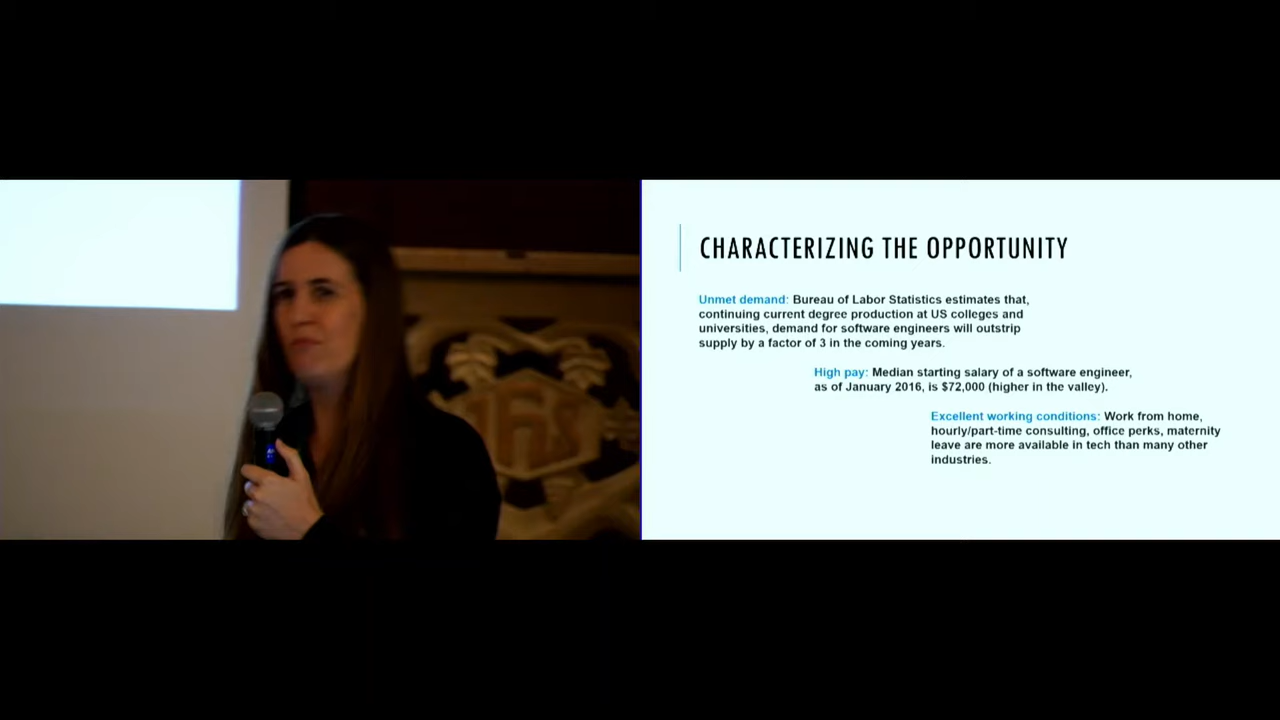 CHARACTERIZING THE OPPORTUNITY
Unmet demand: Bureau of Labor Statistics estimates that,
continuing current degree production at US colleges and
universities, demand for software engineers will outstrip
supply by a factor of 3 in the coming years.
High pay: Median starting salary of a software engineer,
as of January 2016, is $72,000 (higher in the valley).
Excellent working conditions: Work from home,
hourly/part-time consulting, office perks, maternity
leave are more available in tech than many other
industries.